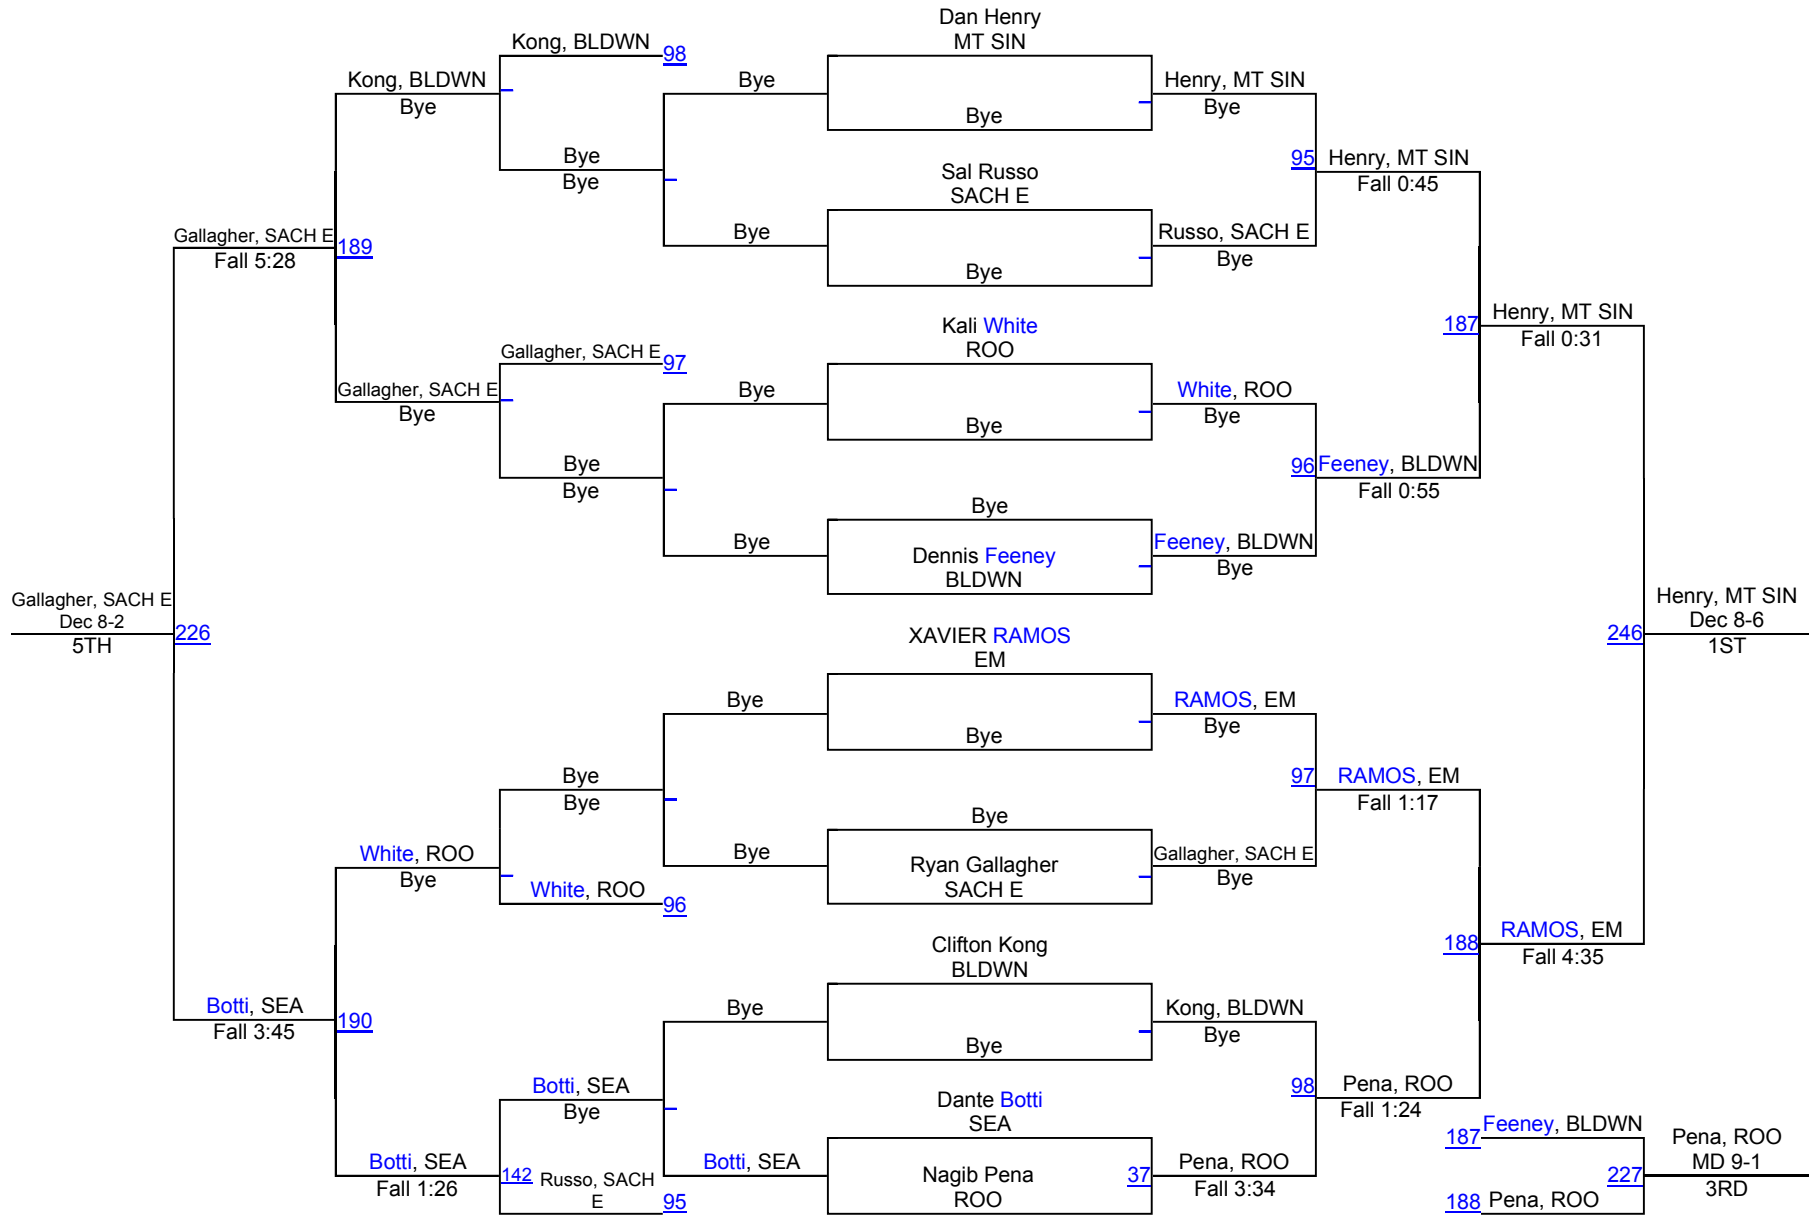 Dan Henry
MT SIN
Kong, BLDWN
98
Kong, BLDWN
Bye
Bye
Henry, MT SIN
Bye
Bye
Bye
Bye
95
Henry, MT SIN
Fall 0:45
Sal Russo
SACH E
Bye
Russo, SACH E
Bye
Bye
Gallagher, SACH E
Fall 5:28
189
Kali White
ROO
187
Henry, MT SIN
Fall 0:31
Gallagher, SACH E
97
Gallagher, SACH E
Bye
Bye
White, ROO
Bye
Bye
Bye
Bye
96
Feeney, BLDWN
Fall 0:55
Bye
Bye
Dennis Feeney
BLDWN
Feeney, BLDWN
Bye
Gallagher, SACH E
Dec 8-2
5TH
226
XAVIER RAMOS
EM
246
Henry, MT SIN
Dec 8-6
1ST
Bye
RAMOS, EM
Bye
Bye
Bye
Bye
97
RAMOS, EM
Fall 1:17
Bye
Bye
Ryan Gallagher
SACH E
Gallagher, SACH E
Bye
White, ROO
Bye
White, ROO
96
Clifton Kong
BLDWN
188
RAMOS, EM
Fall 4:35
Botti, SEA
Fall 3:45
190
Bye
Kong, BLDWN
Bye
Bye
Botti, SEA
Bye
Dante Botti
SEA
98
Pena, ROO
Fall 1:24
Botti, SEA
Fall 1:26
142
Russo, SACH
E
95
Botti, SEA
Nagib Pena
ROO
37
Pena, ROO
Fall 3:34
187
Feeney, BLDWN
188
Pena, ROO
227
Pena, ROO
MD 9-1
3RD